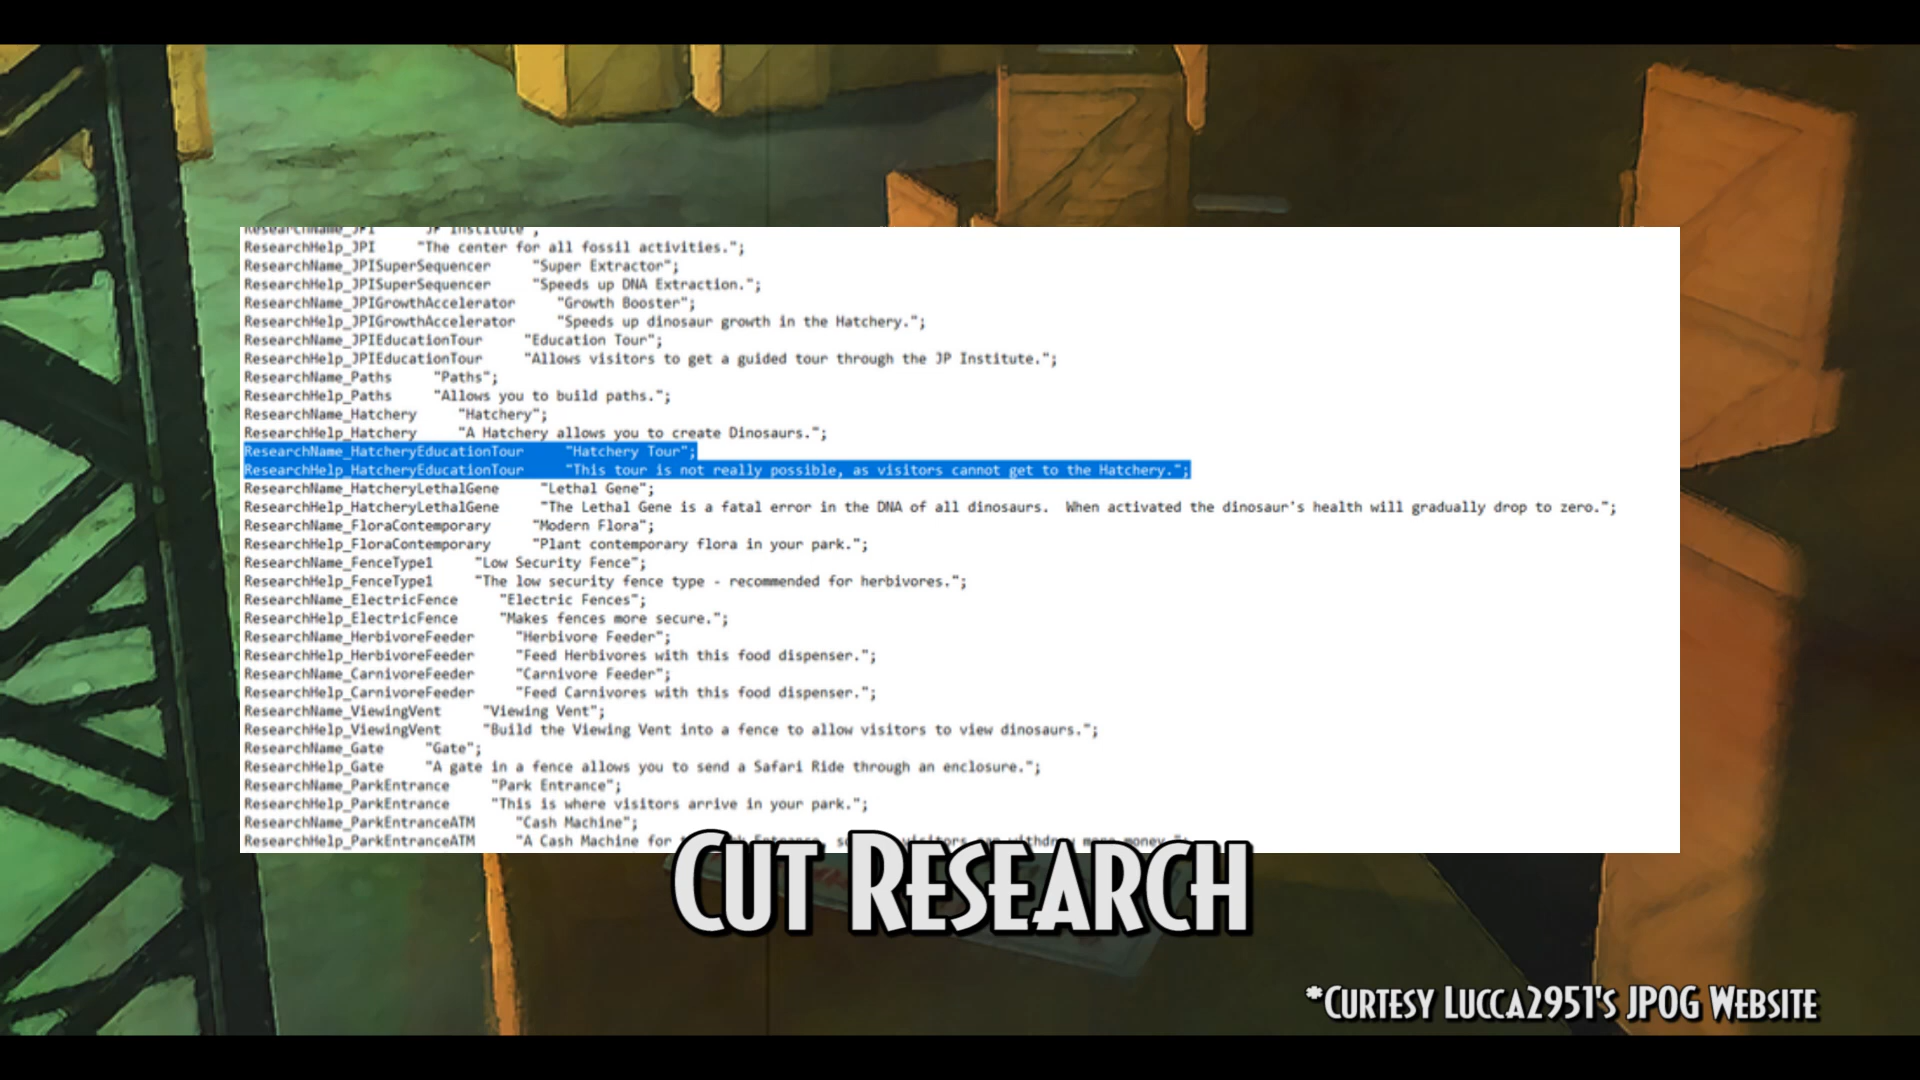 ResearchName_JPI "JP Institute";
ResearchHelp_JPI "The center for all fossil activities.";
ResearchName_JPISuperSequencer "Super Extractor";
ResearchHelp_JPISuperSequencer "Speeds up DNA Extraction.";
ResearchName_JPIGrowthAccelerator "Growth Booster";
ResearchHelp_JPIGrowthAccelerator "Speeds up dinosaur growth in the Hatchery.";
ResearchName_JPIEducationTour "Education Tour";
ResearchHelp_JPIEducationTour "Allows visitors to get a guided tour through the JP Institute.";
ResearchName_Paths "Paths";
ResearchHelp_Paths "Allows you to build paths.";
ResearchName_Hatchery "Hatchery";
ResearchHelp_Hatchery "A Hatchery allows you to create Dinosaurs.";
ResearchName_HatcheryEducationTour "Hatchery Tour";
ResearchHelp_HatcheryEducationTour "This tour is not really possible, as visitors cannot get to the Hatchery.";
ResearchName_HatcheryLethalGene "Lethal Gene";
ResearchHelp_HatcheryLethalGene "The Lethal Gene is a fatal error in the DNA of all dinosaurs. When activated the dinosaur's health will gradually drop to zero.";
ResearchName_FloraContemporary "Modern Flora";
ResearchHelp_FloraContemporary "Plant contemporary flora in your park.";
ResearchName_FenceType1 "Low Security Fence";
ResearchHelp_FenceType1 "The low security fence type - recommended for herbivores.";
ResearchName_ElectricFence "Electric Fences";
ResearchHelp_ElectricFence "Makes fences more secure.";
ResearchName_HerbivoreFeeder "Herbivore Feeder";
ResearchHelp_HerbivoreFeeder "Feed Herbivores with this food dispenser.";
ResearchName_CarnivoreFeeder "Carnivore Feeder";
ResearchHelp_CarnivoreFeeder "Feed Carnivores with this food dispenser.";
ResearchName_ViewingVent "Viewing Vent";
ResearchHelp_ViewingVent "Build the Viewing Vent into a fence to allow visitors to view dinosaurs.";
ResearchName_Gate "Gate";
ResearchHelp_Gate "A gate in a fence allows you to send a Safari Ride through an enclosure.";
ResearchName_ParkEntrance "Park Entrance";
ResearchHelp_ParkEntrance "This is where visitors arrive in your park.";
ResearchName_ParkEntranceATM "Cash Machine";
ResearchHelp_ParkEntranceATM "A Cash Machine for
CUT RESEARCH
*CURTESY LUCCA2951'S JPOG WEBSITE